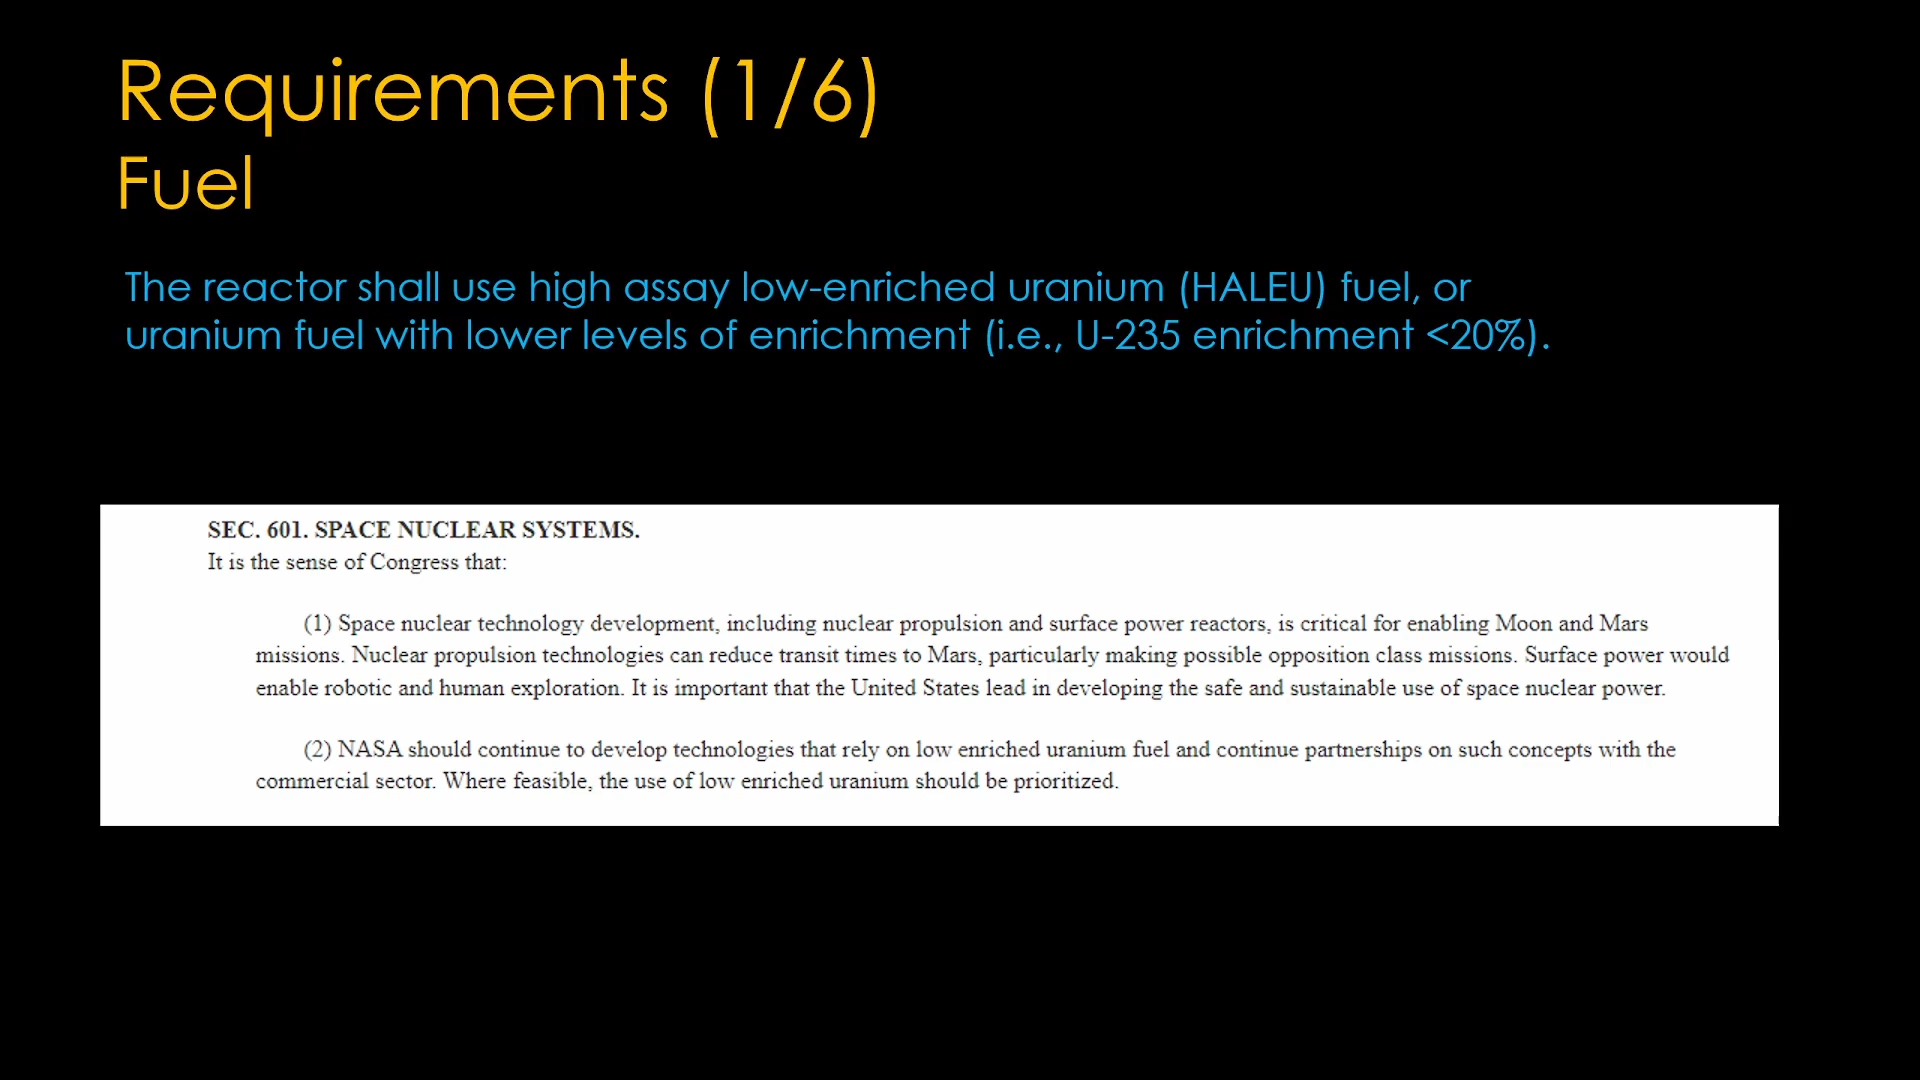 Requirements (1/6)
Fuel
The reactor shall use high assay low-enriched uranium (HALEU) fuel, or
uranium fuel with lower levels of enrichment (i.e., U-235 enrichment <20%).
SEC. 601. SPACE NUCLEAR SYSTEMS.
It is the sense of Congress that:
(1) Space nuclear technology development, including nuclear propulsion and surface power reactors, is critical for enabling Moon and Mars
missions. Nuclear propulsion technologies can reduce transit times to Mars, particularly making possible opposition class missions. Surface power would
enable robotic and human exploration. It is important that the United States lead in developing the safe and sustainable use of space nuclear power.
(2) NASA should continue to develop technologies that rely on low enriched uranium fuel and continue partnerships on such concepts with the
commercial sector. Where feasible, the use of low enriched uranium should be prioritized.